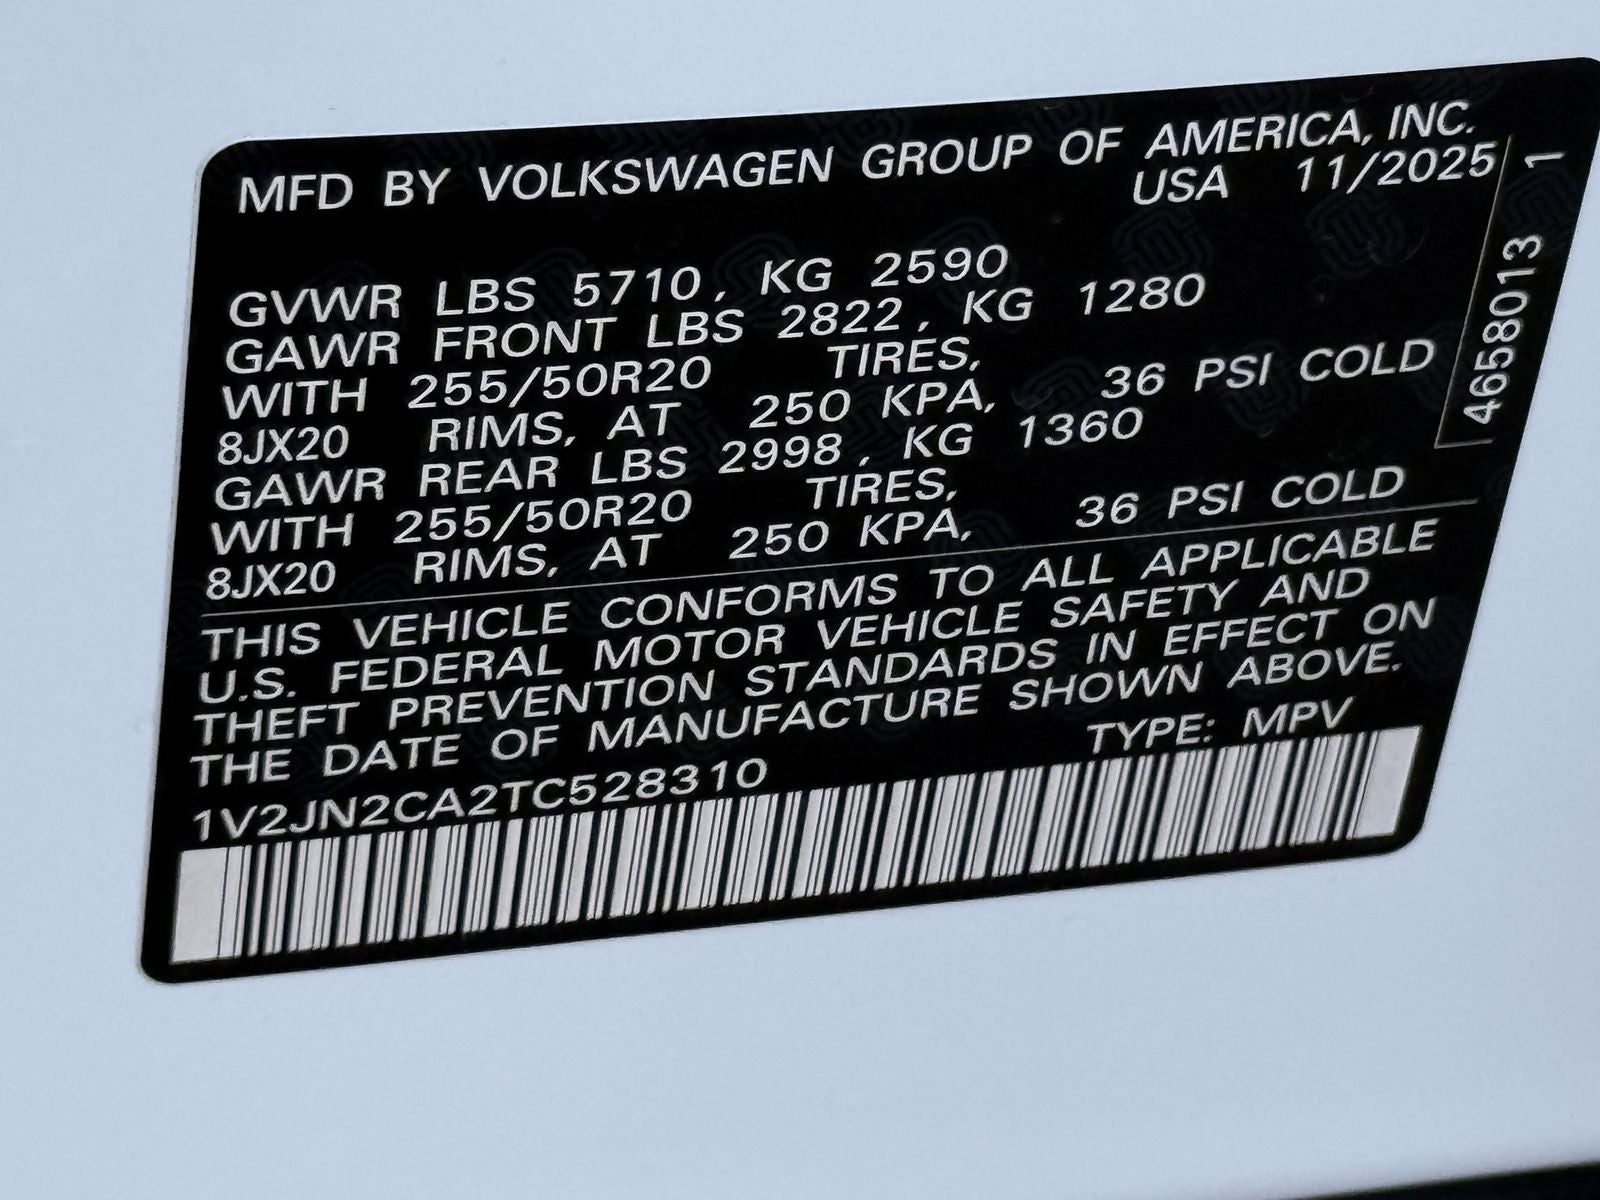 MFD BY VOLKSWAGEN GROUP OF AMERICA, INC.
USA 11/2025
GVWR LBS 5710, KG 2590
GAWR FRONT LBS 2822, KG 1280
WITH 255/50R20 TIRES,
8JX20 RIMS, AT 250 KPA, 36 PSI COLD
GAWR REAR LBS 2998, KG 1360
WITH 255/50R20 TIRES,
8JX20 RIMS, AT 250 KPA, 36 PSI COLD
THIS VEHICLE CONFORMS TO ALL APPLICABLE
U.S. FEDERAL MOTOR VEHICLE SAFETY AND
THEFT PREVENTION STANDARDS IN EFFECT ON
THE DATE OF MANUFACTURE SHOWN ABOVE.
1V2JN2CA2TC528310 TYPE: MPV
4658013 1